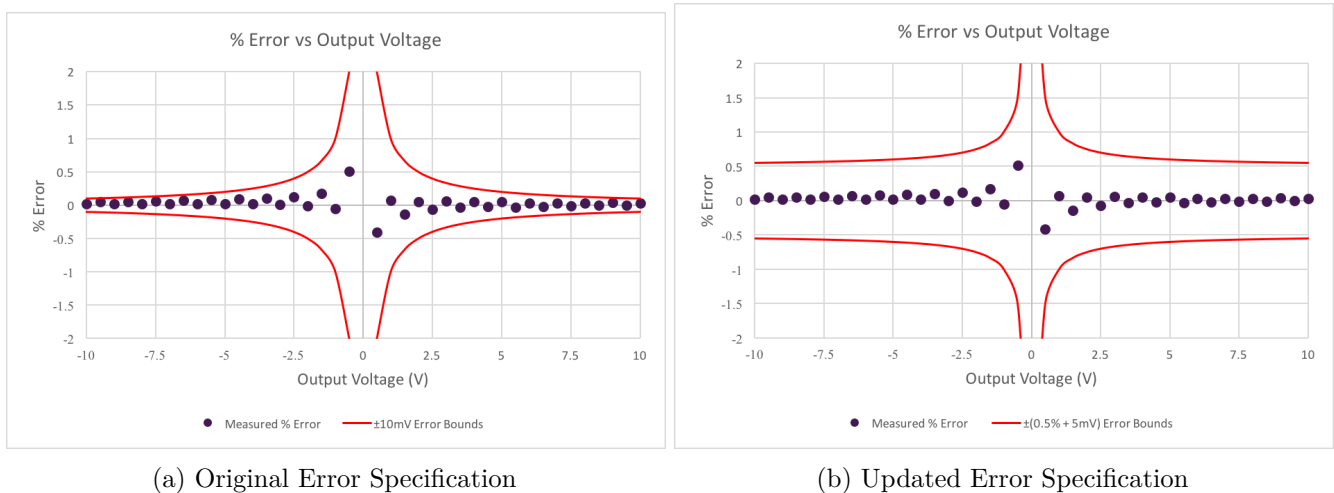 % Error vs Output Voltage
2
1.5
1
0.5
0
-0.5
-1
-1.5
-2
% Error
-10 -7.5 -5 -2.5 0 2.5 5 7.5 10
Output Voltage (V)
Measured % Error ±10mV Error Bounds
(a) Original Error Specification
% Error vs Output Voltage
2
1.5
1
0.5
0
-0.5
-1
-1.5
-2
% Error
-10 -7.5 -5 -2.5 0 2.5 5 7.5 10
Output Voltage (V)
Measured % Error ±(0.5% + 5mV) Error Bounds
(b) Updated Error Specification